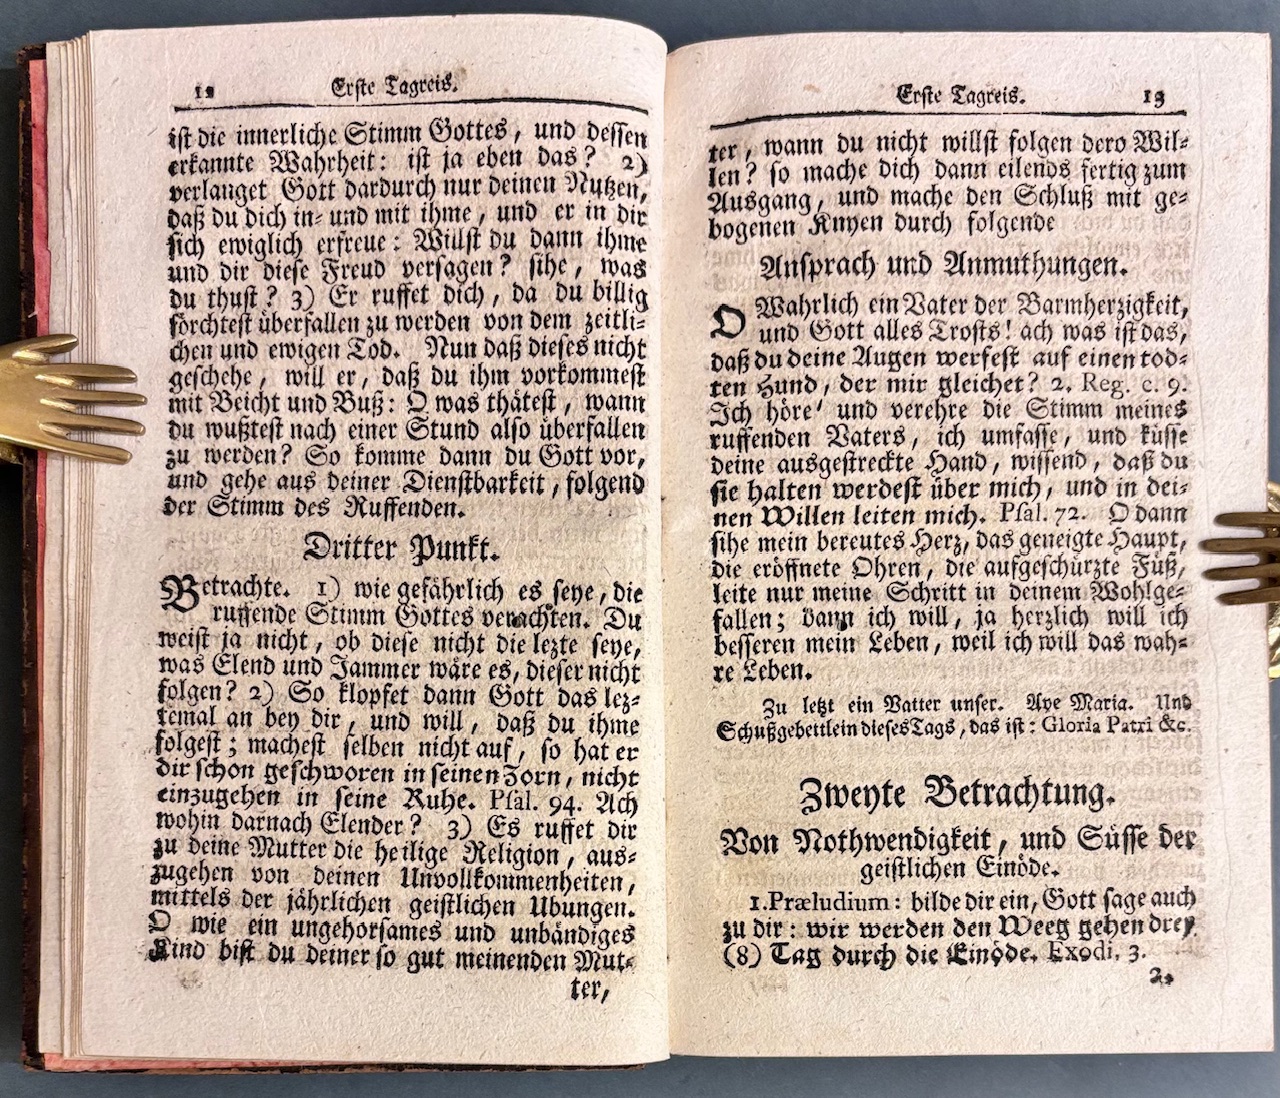 12 Erste Tagreis.
ist die innerliche Stimm Gottes, und dessen
erkannte Wahrheit: ist ja eben das? 2)
verlanget Gott dardurch nur deinen Nutzen,
daß du dich in- und mit ihme, und er in dir
sich ewiglich erfreue: Willst du dann ihme
und dir diese Freud versagen? sihe, was
du thust? 3) Er ruffet dich, da du billig
förchtest überfallen zu werden von dem zeitli-
chen und ewigen Tod. Nun daß dieses nicht
geschehe, will er, daß du ihm vorkommest
mit Beicht und Buß: O was thätest, wann
du wußtest nach einer Stund also überfallen
zu werden? So komme dann du Gott vor,
und gehe aus deiner Dienstbarkeit, folgend
der Stimm des Ruffenden.
Dritter Punkt.
Betrachte. 1) wie gefährlich es seye, die
ruffende Stimm Gottes verachten. Du
weist ja nicht, ob diese nicht die lezte seye,
was Elend und Jammer wäre es, dieser nicht
folgen? 2) So klopfet dann Gott das lez-
temal an bey dir, und will, daß du ihme
folgest; machest selben nicht auf, so hat er
dir schon geschworen in seinen Zorn, nicht
einzugehen in seine Ruhe. Psal. 94. Ach
wohin darnach Elender? 3) Es ruffet dir
zu deine Mutter die heilige Religion, aus-
zugehen von deinen Unvollkommenheiten,
mittels der jährlichen geistlichen Ubungen.
O wie ein ungehorsames und unbändiges
Kind bist du deiner so gut meinenden Mut-
ter,
Erste Tagreis. 13
ter, wann du nicht willst folgen dero Wil-
len? so mache dich dann eilends fertig zum
Ausgang, und mache den Schluß mit ge-
bogenen Knyen durch folgende
Ansprach und Anmuthungen.
O Wahrlich ein Vater der Barmherzigkeit,
und Gott alles Trosts! ach was ist das,
daß du deine Augen werfest auf einen tod-
ten Hund, der mir gleichet? 2. Reg. c. 9.
Ich höre, und verehre die Stimm meines
ruffenden Vaters, ich umfasse, und küsse
deine ausgestreckte Hand, wissend, daß du
sie halten werdest über mich, und in dei-
nen Willen leiten mich. Psal. 72. O dann
sihe mein bereutes Herz, das geneigte Haupt,
die eröffnete Ohren, die aufgeschürzte Füß,
leite nur meine Schritt in deinem Wohlge-
fallen; dann ich will, ja herzlich will ich
besseren mein Leben, weil ich will das wah-
re Leben.
Zu letzt ein Vatter unser. Ave Maria. Und
Schußgebettlein dieses Tags, das ist: Gloria Patri &c.
Zweyte Betrachtung.
Von Nothwendigkeit, und Süsse der
geistlichen Einöde.
1. Præludium: bilde dir ein, Gott sage auch
zu dir: wir werden den Weeg gehen drey
(8) Tag durch die Einöde. Exodi. 3.
2.